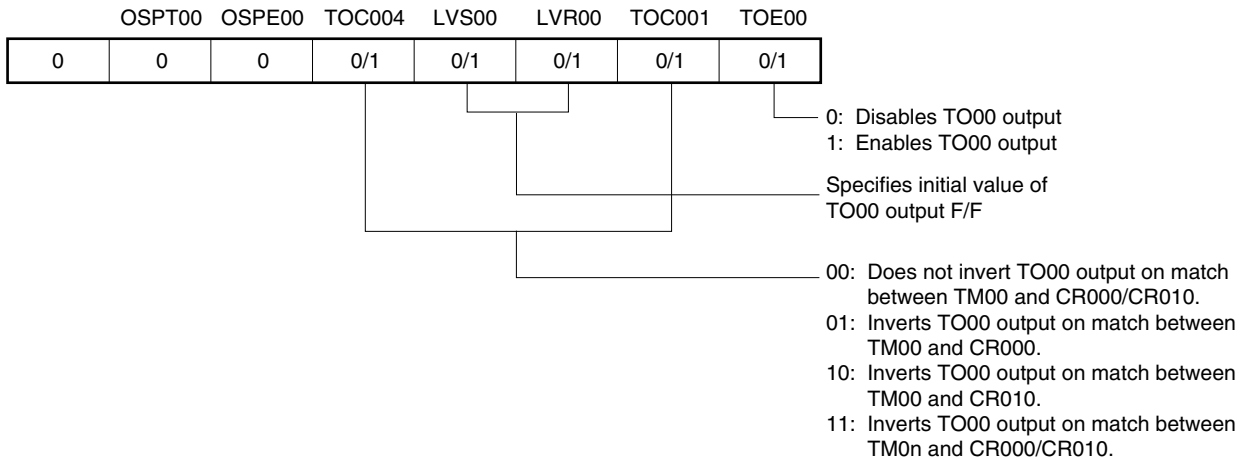 OSPT00 OSPE00 TOC004 LVS00 LVR00 TOC001 TOE00
0 0 0 0/1 0/1 0/1 0/1 0/1
0: Disables TO00 output
1: Enables TO00 output
Specifies initial value of
TO00 output F/F
00: Does not invert TO00 output on match
between TM00 and CR000/CR010.
01: Inverts TO00 output on match between
TM00 and CR000.
10: Inverts TO00 output on match between
TM00 and CR010.
11: Inverts TO00 output on match between
TM0n and CR000/CR010.